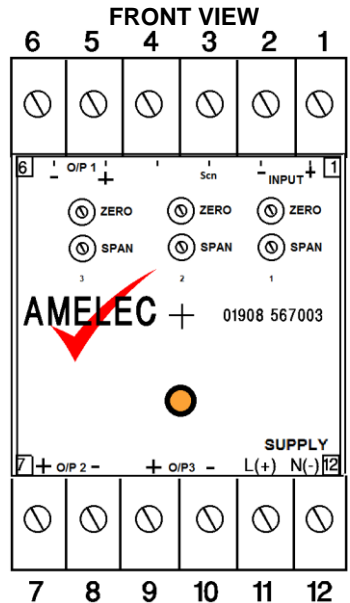 FRONT VIEW
6 5 4 3 2 1
6 - O/P 1 + Scn - INPUT + 1
ZERO ZERO ZERO
SPAN SPAN SPAN
3 2 1
AMELEC 01908 567003
SUPPLY
7 + O/P 2 - + O/P3 - L(+) N(-) 12
7 8 9 10 11 12